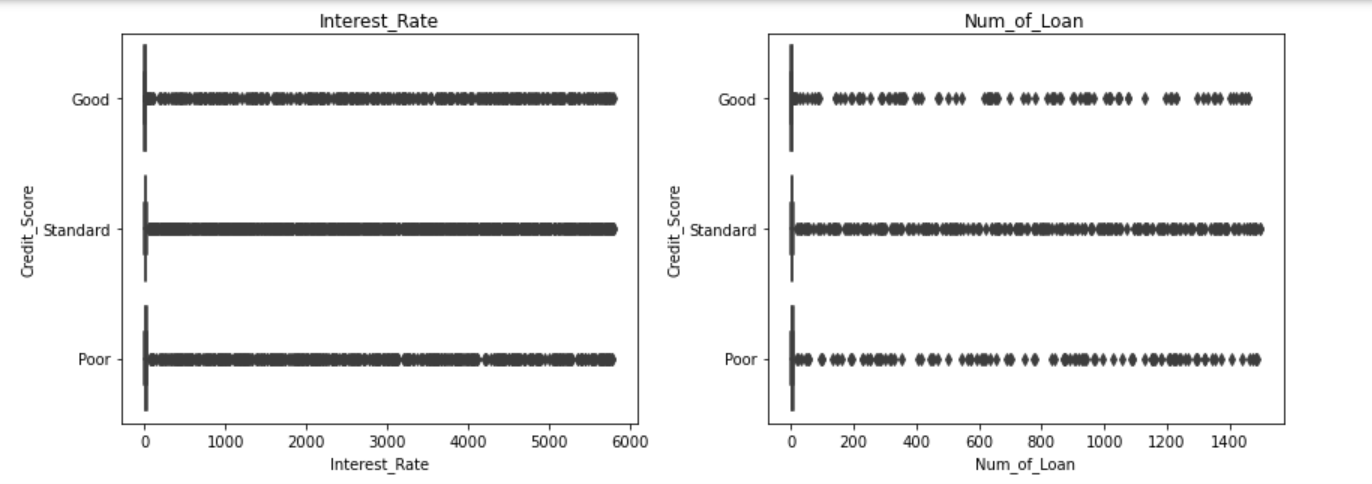 Interest_Rate
Good
Standard
Poor
Credit_Score
0 1000 2000 3000 4000 5000 6000
Interest_Rate
Num_of_Loan
Good
Standard
Poor
Credit_Score
0 200 400 600 800 1000 1200 1400
Num_of_Loan